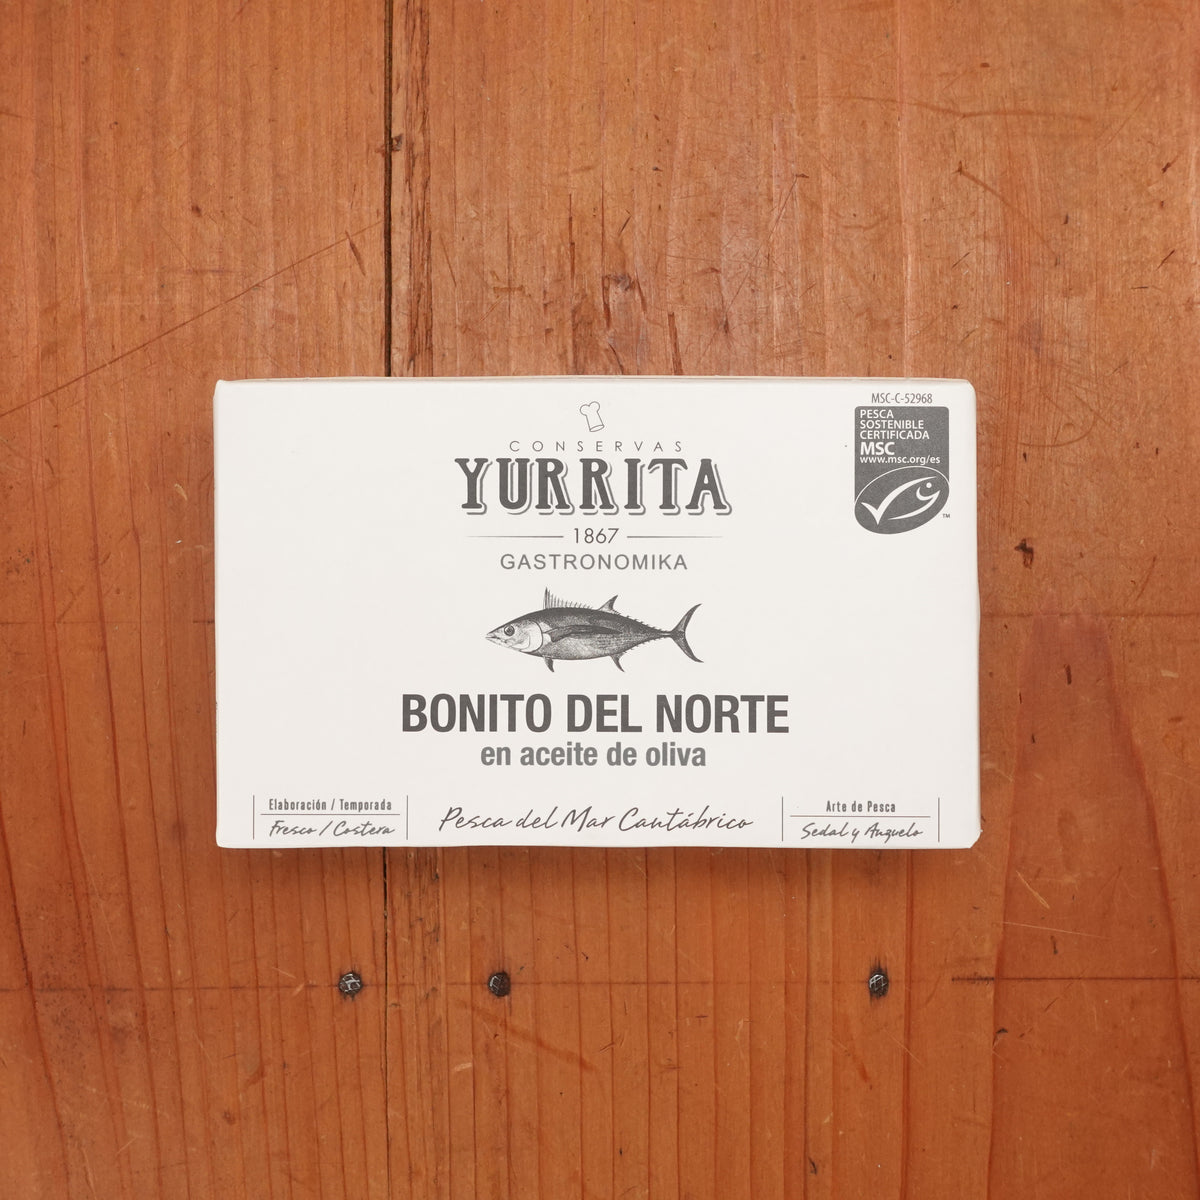 MSC-C-52968
PESCA
SOSTENIBLE
CERTIFICADA
MSC
www.msc.org/es
TM
CONSERVAS
YURRITA
1867
GASTRONOMIKA
BONITO DEL NORTE
en aceite de oliva
Elaboración / Temporada
Fresco / Costera
Pesca del Mar Cantábrico
Arte de Pesca
Sedal y Anzuelo